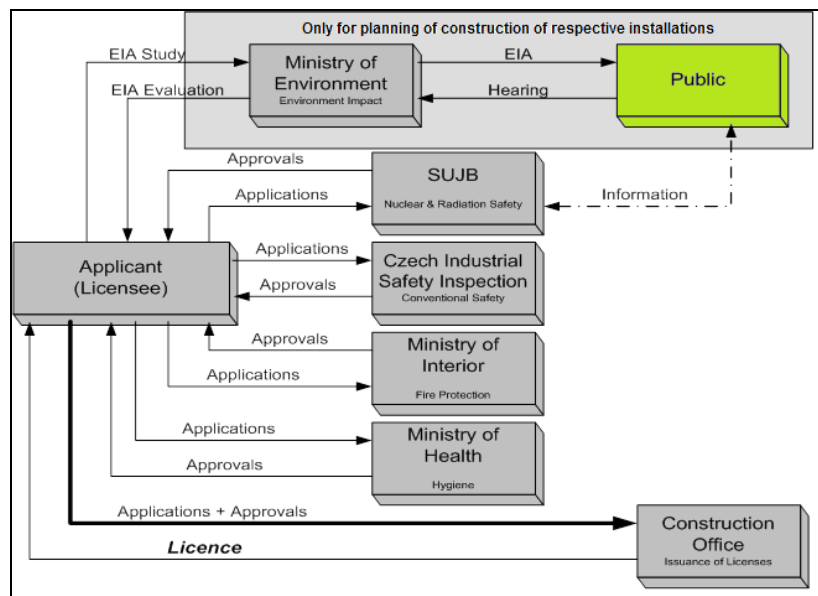 Only for planning of construction of respective installations
EIA Study
Ministry of
Environment
Environment Impact
EIA
Public
EIA Evaluation
Hearing
Approvals
SUJB
Nuclear & Radiation Safety
Applications
Information
Applicant
(Licensee)
Applications
Approvals
Czech Industrial
Safety Inspection
Conventional Safety
Approvals
Applications
Ministry of
Interior
Fire Protection
Applications
Approvals
Ministry of
Health
Hygiene
Applications + Approvals
Licence
Construction
Office
Issuance of Licenses